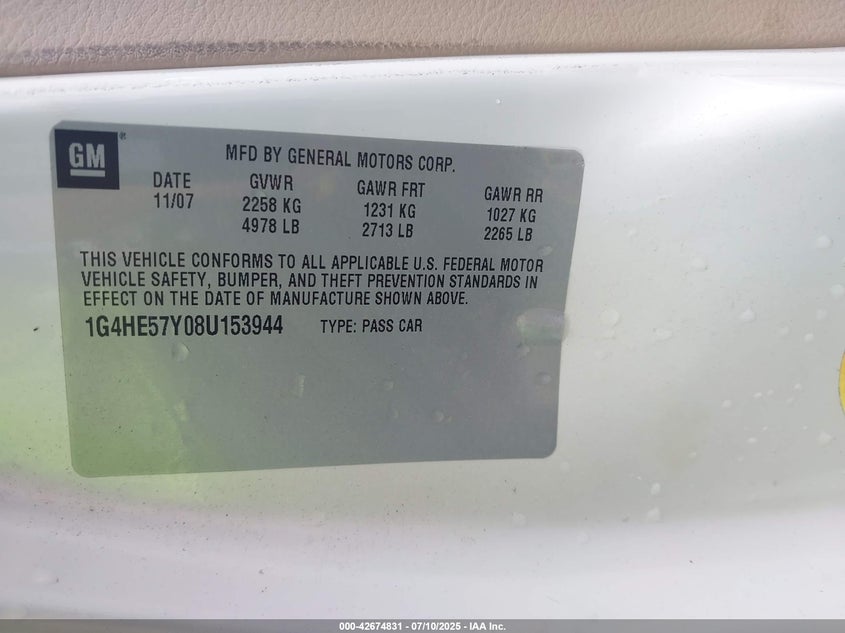 GM ®
MFD BY GENERAL MOTORS CORP.
DATE GVWR GAWR FRT GAWR RR
11/07 2258 KG 1231 KG 1027 KG
4978 LB 2713 LB 2265 LB
THIS VEHICLE CONFORMS TO ALL APPLICABLE U.S. FEDERAL MOTOR
VEHICLE SAFETY, BUMPER, AND THEFT PREVENTION STANDARDS IN
EFFECT ON THE DATE OF MANUFACTURE SHOWN ABOVE.
1G4HE57Y08U153944 TYPE: PASS CAR
000-42674831 - 07/10/2025 - IAA Inc.